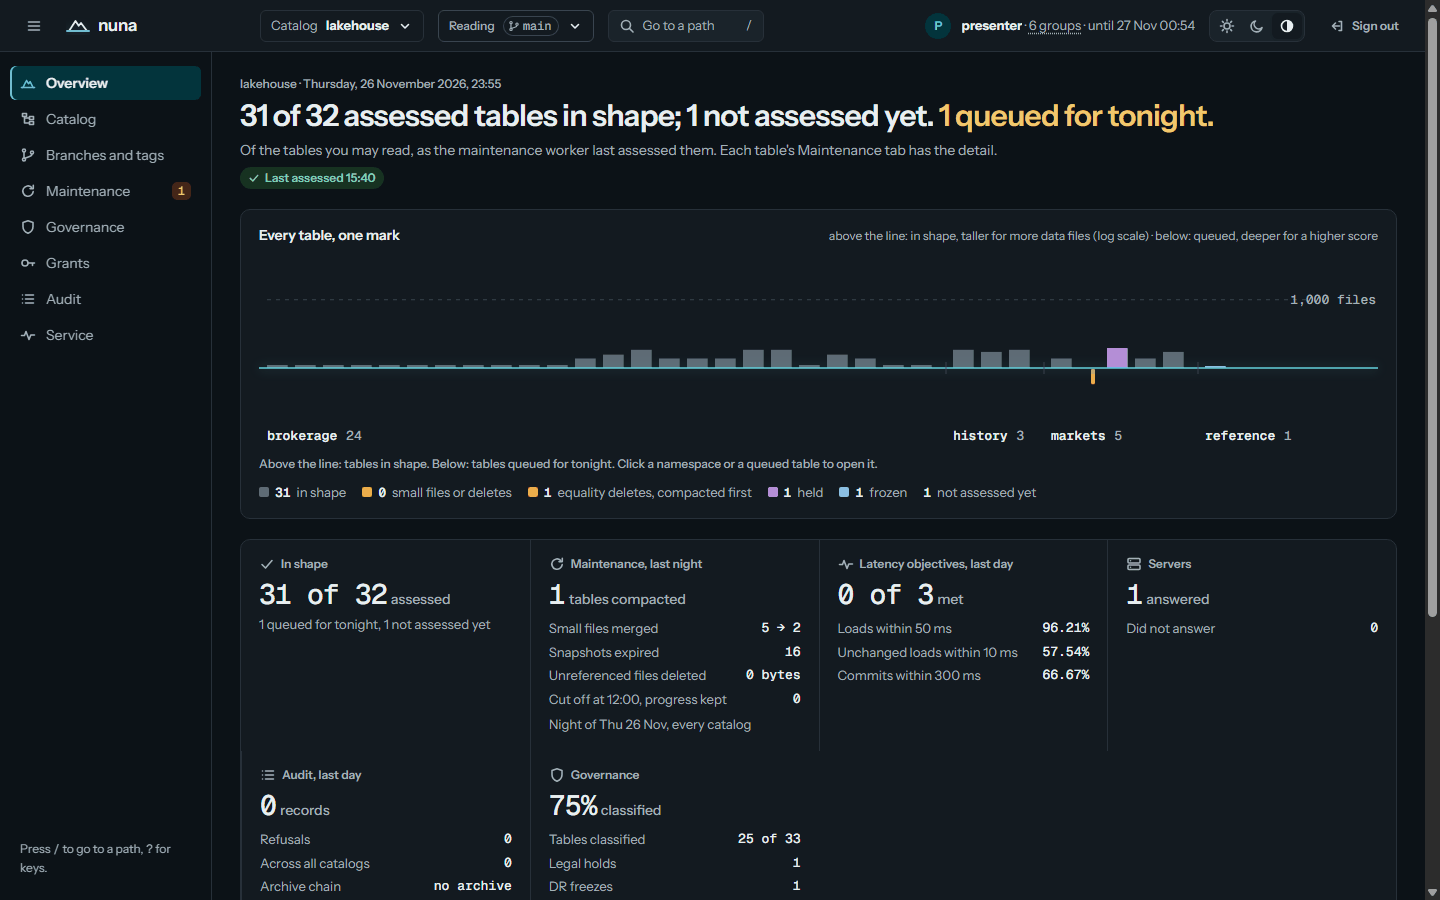 nuna
Catalog lakehouse
Reading main
Go to a path /
P presenter · 6 groups · until 27 Nov 00:54
Sign out
Overview
Catalog
Branches and tags
Maintenance 1
Governance
Grants
Audit
Service
Press / to go to a path, ? for
keys.
lakehouse · Thursday, 26 November 2026, 23:55
31 of 32 assessed tables in shape; 1 not assessed yet. 1 queued for tonight.
Of the tables you may read, as the maintenance worker last assessed them. Each table's Maintenance tab has the detail.
Last assessed 15:40
Every table, one mark
above the line: in shape, taller for more data files (log scale) · below: queued, deeper for a higher score
1,000 files
brokerage 24
history 3
markets 5
reference 1
Above the line: tables in shape. Below: tables queued for tonight. Click a namespace or a queued table to open it.
31 in shape
0 small files or deletes
1 equality deletes, compacted first
1 held
1 frozen
1 not assessed yet
In shape
31 of 32 assessed
1 queued for tonight, 1 not assessed yet
Maintenance, last night
1 tables compacted
Small files merged 5 → 2
Snapshots expired 16
Unreferenced files deleted 0 bytes
Cut off at 12:00, progress kept 0
Night of Thu 26 Nov, every catalog
Latency objectives, last day
0 of 3 met
Loads within 50 ms 96.21%
Unchanged loads within 10 ms 57.54%
Commits within 300 ms 66.67%
Servers
1 answered
Did not answer 0
Audit, last day
0 records
Refusals 0
Across all catalogs 0
Archive chain no archive
Governance
75% classified
Tables classified 25 of 33
Legal holds 1
DR freezes 1